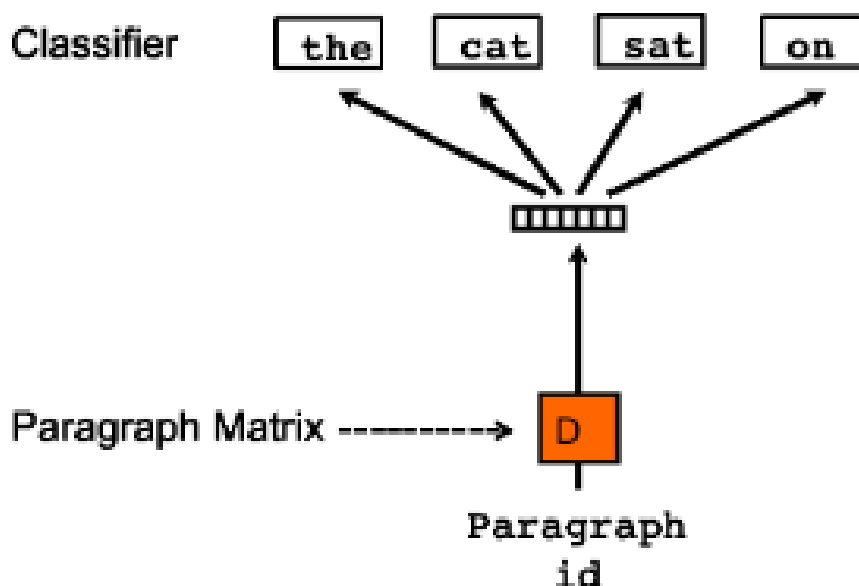 Classifier the cat sat on
Paragraph Matrix D
Paragraph
id